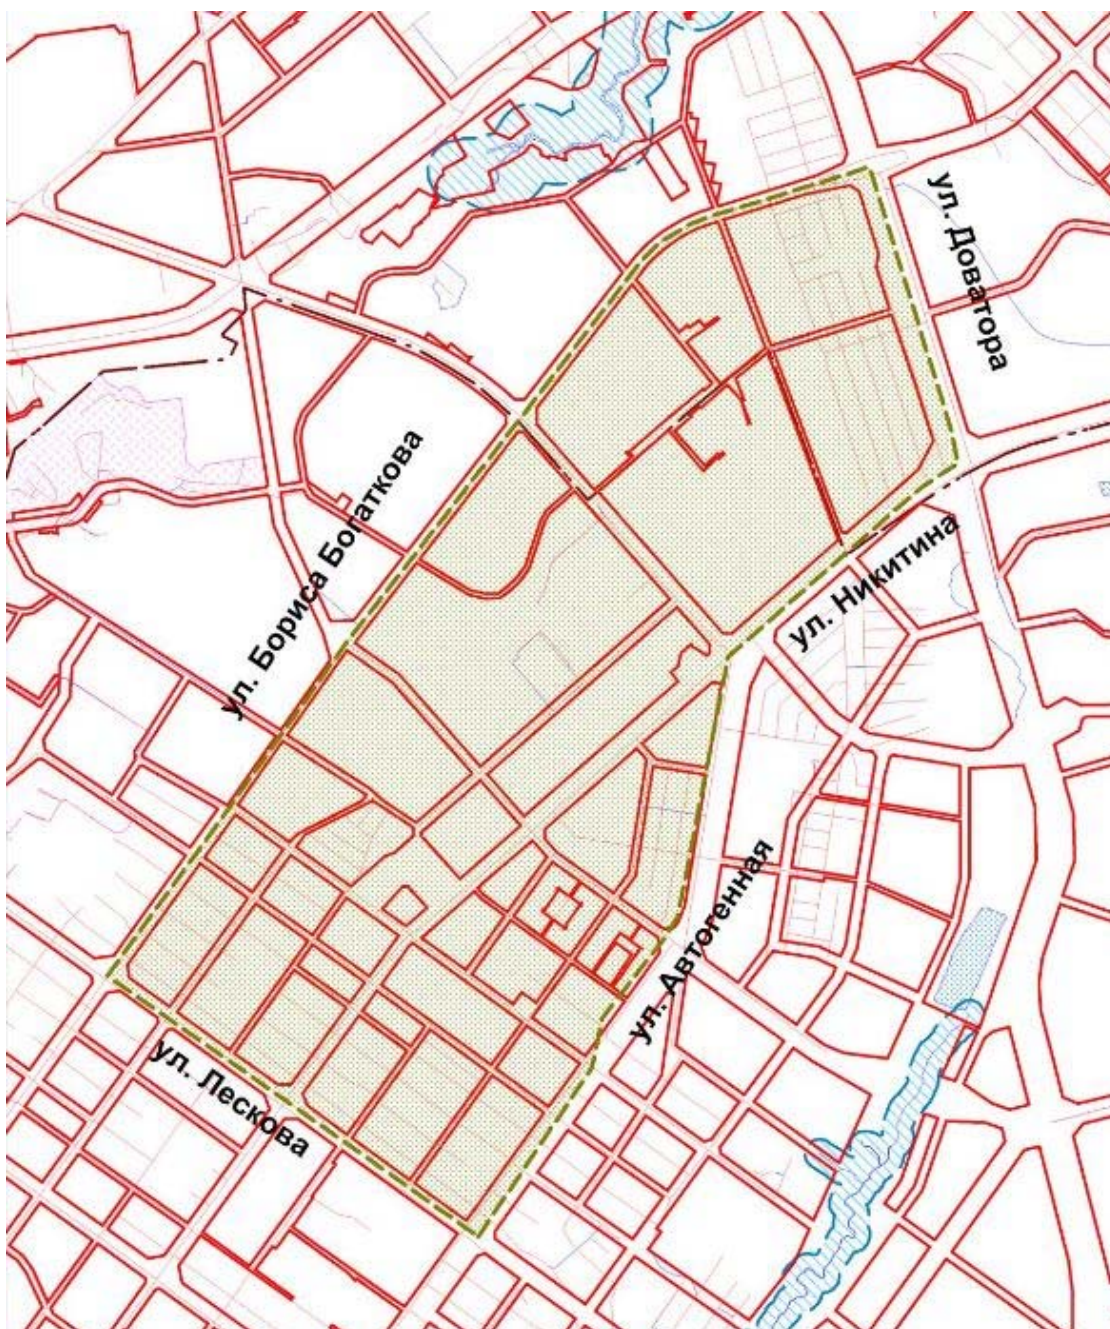 ул. Доватора
ул. Бориса Богаткова
ул. Никитина
ул. Автогенная
ул. Лескова